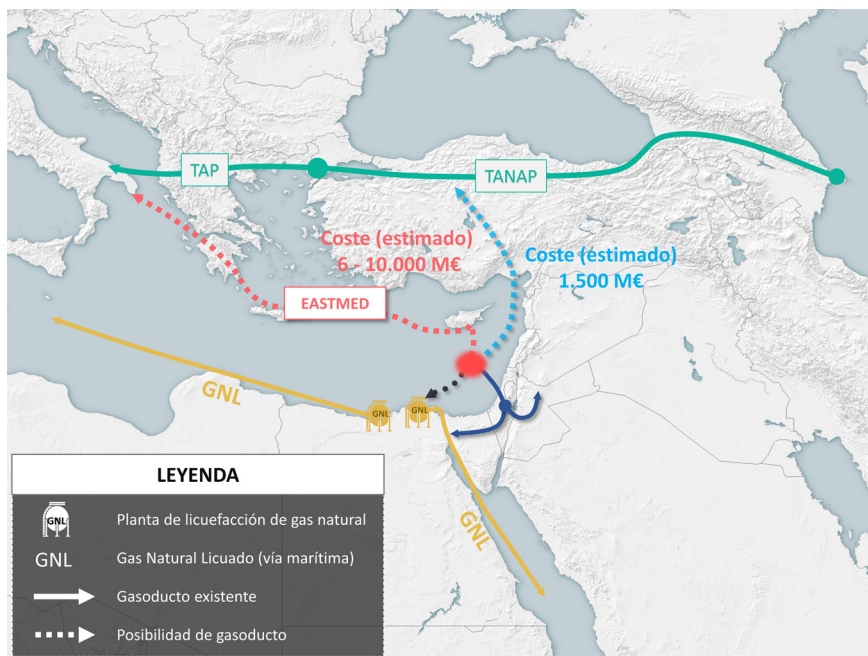 TAP
TANAP
Coste (estimado)
6 - 10.000 M€
Coste (estimado)
1.500 M€
EASTMED
GNL
GNL
GNL
GNL
LEYENDA
GNL
Planta de licuefacción de gas natural
GNL
Gas Natural Licuado (vía marítima)
Gasoducto existente
Posibilidad de gasoducto